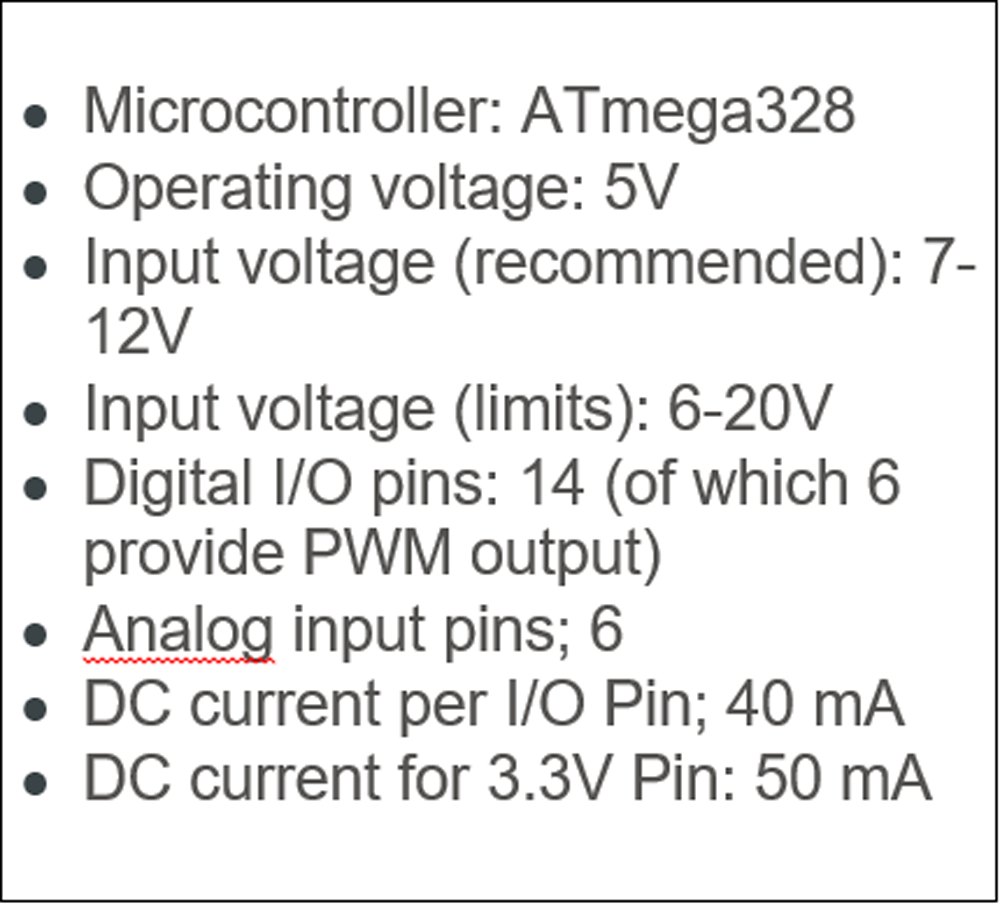 • Microcontroller: ATmega328
• Operating voltage: 5V
• Input voltage (recommended): 7-
12V
• Input voltage (limits): 6-20V
• Digital I/O pins: 14 (of which 6
provide PWM output)
• Analog input pins; 6
• DC current per I/O Pin; 40 mA
• DC current for 3.3V Pin: 50 mA